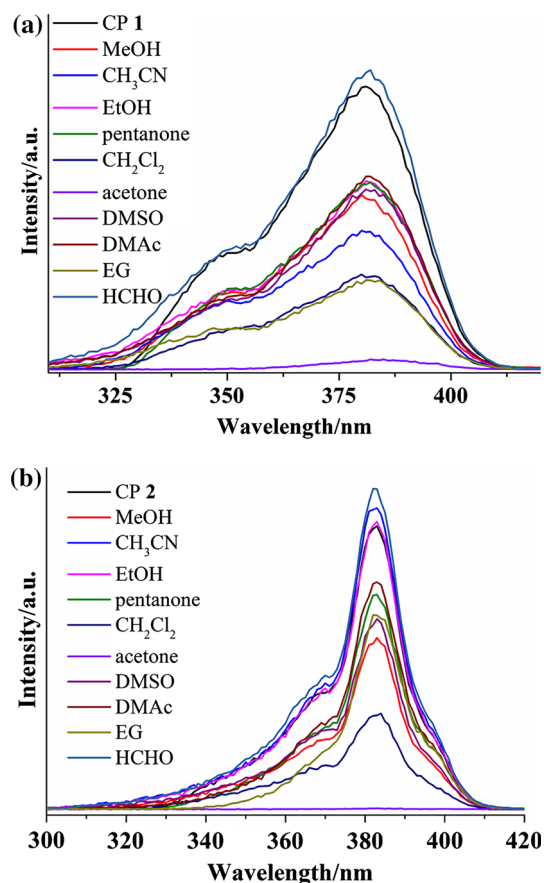 (a)
CP 1
MeOH
CH₃CN
EtOH
pentanone
CH₂Cl₂
acetone
DMSO
DMAc
EG
HCHO
Intensity/a.u.
325 350 375 400
Wavelength/nm
(b)
CP 2
MeOH
CH₃CN
EtOH
pentanone
CH₂Cl₂
acetone
DMSO
DMAc
EG
HCHO
Intensity/a.u.
300 320 340 360 380 400 420
Wavelength/nm